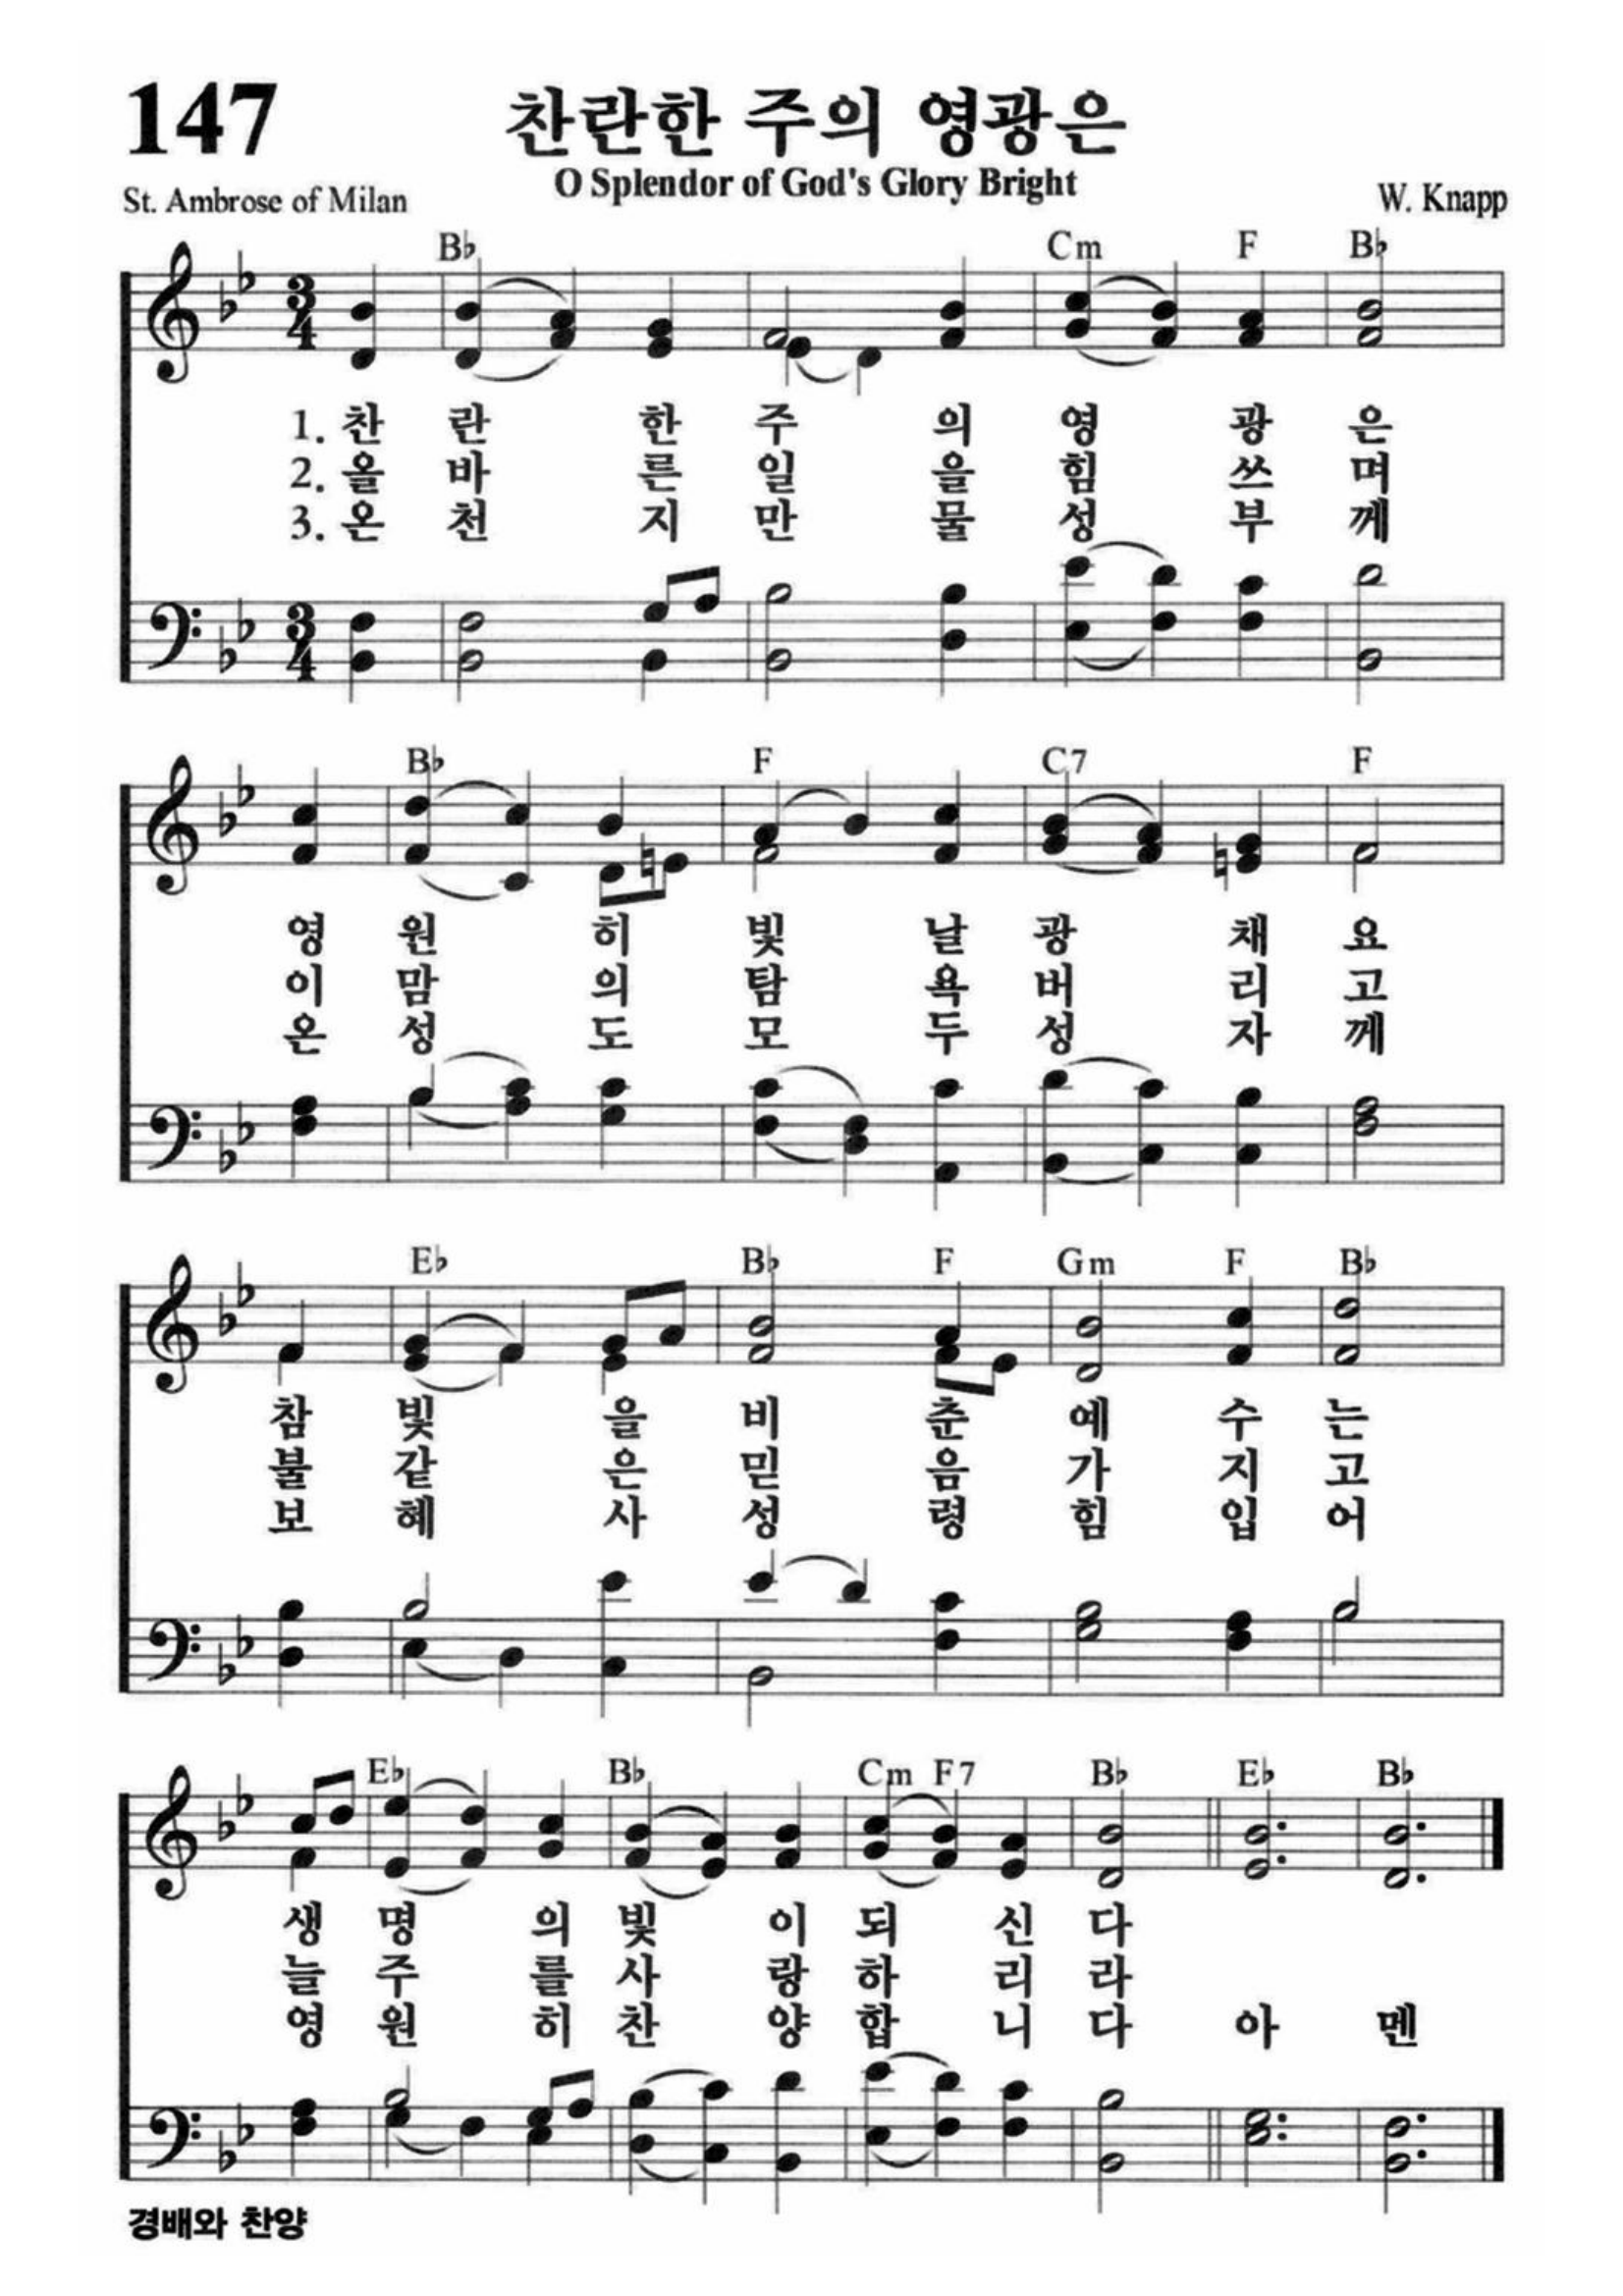 147
찬란한 주의 영광은
O Splendor of God's Glory Bright
St. Ambrose of Milan
W. Knapp
B♭ Cm F B♭
3 4
1. 찬 란 한 주 의 영 광 은
2. 올 바 른 일 을 힘 쓰 며
3. 온 천 지 만 물 성 부 께
3 4
B♭ F C7 F
영 원 히 빛 날 광 채 요
이 맘 의 탐 욕 버 리 고
온 성 도 모 두 성 자 께
E♭ B♭ F Gm F B♭
참 빛 을 비 춘 예 수 는
불 같 은 믿 음 가 지 고
보 혜 사 성 령 힘 입 어
E♭ B♭ Cm F7 B♭ E♭ B♭
생 명 의 빛 이 되 신 다
늘 주 를 사 랑 하 리 라
영 원 히 찬 양 합 니 다 아 멘
경배와 찬양